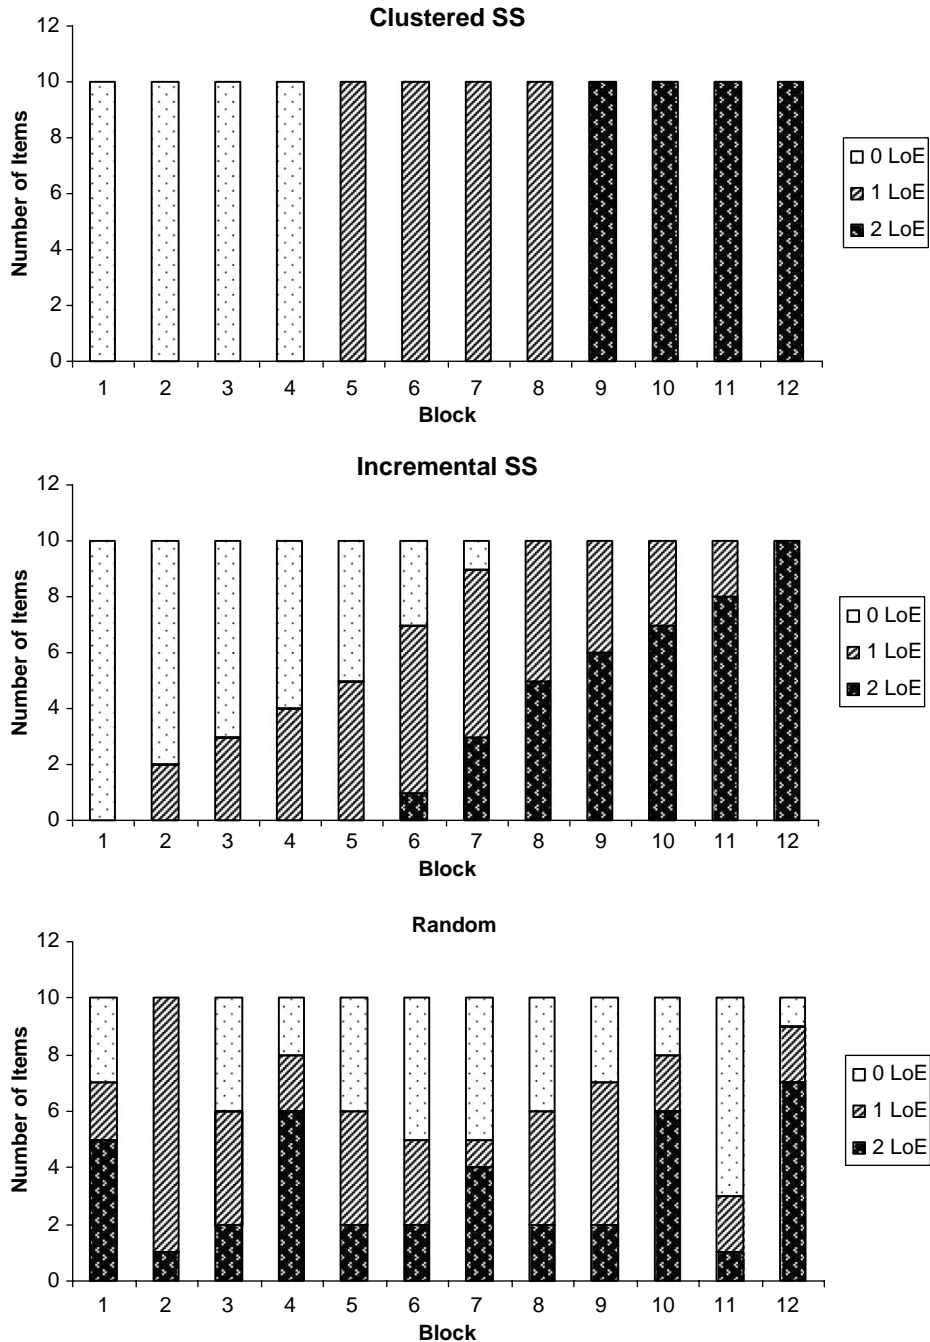 Clustered SS
12
10
8
6
4
2
0
Number of Items
1 2 3 4 5 6 7 8 9 10 11 12
Block
0 LoE
1 LoE
2 LoE
Incremental SS
12
10
8
6
4
2
0
Number of Items
1 2 3 4 5 6 7 8 9 10 11 12
Block
0 LoE
1 LoE
2 LoE
Random
12
10
8
6
4
2
0
Number of Items
1 2 3 4 5 6 7 8 9 10 11 12
Block
0 LoE
1 LoE
2 LoE